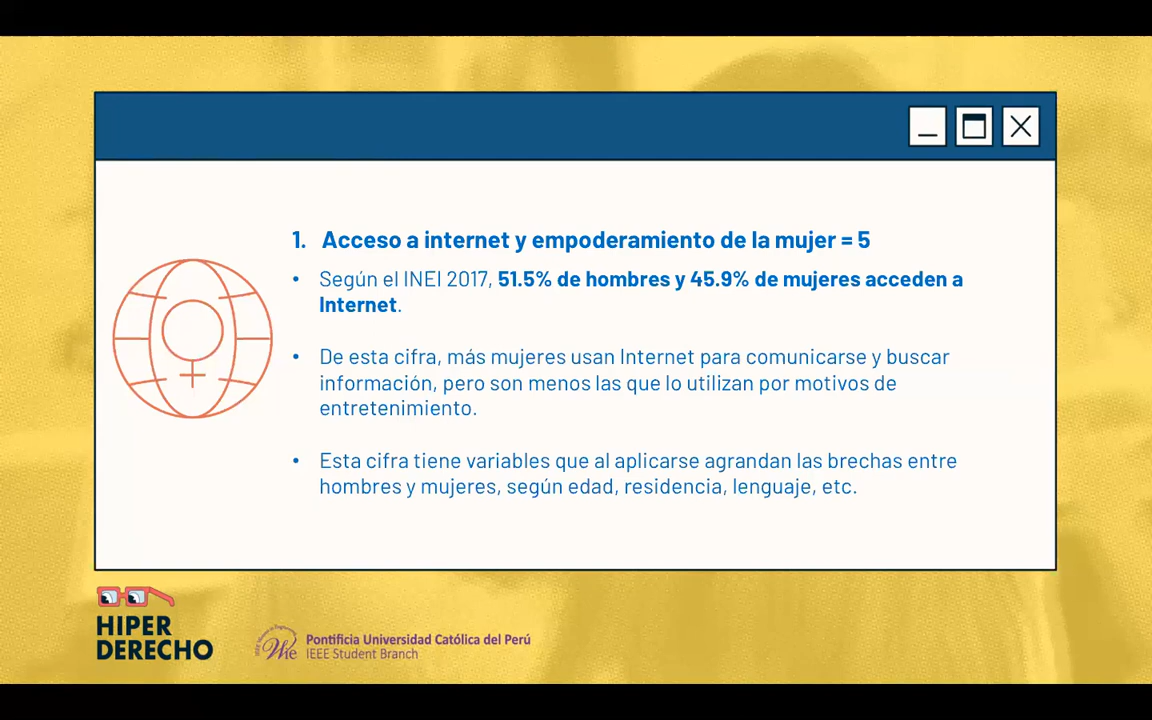 1. Acceso a internet y empoderamiento de la mujer = 5
• Según el INEI 2017, 51.5% de hombres y 45.9% de mujeres acceden a
Internet.
• De esta cifra, más mujeres usan Internet para comunicarse y buscar
información, pero son menos las que lo utilizan por motivos de
entretenimiento.
• Esta cifra tiene variables que al aplicarse agrandan las brechas entre
hombres y mujeres, según edad, residencia, lenguaje, etc.
HIPER
DERECHO
Wie
Pontificia Universidad Católica del Perú
IEEE Student Branch